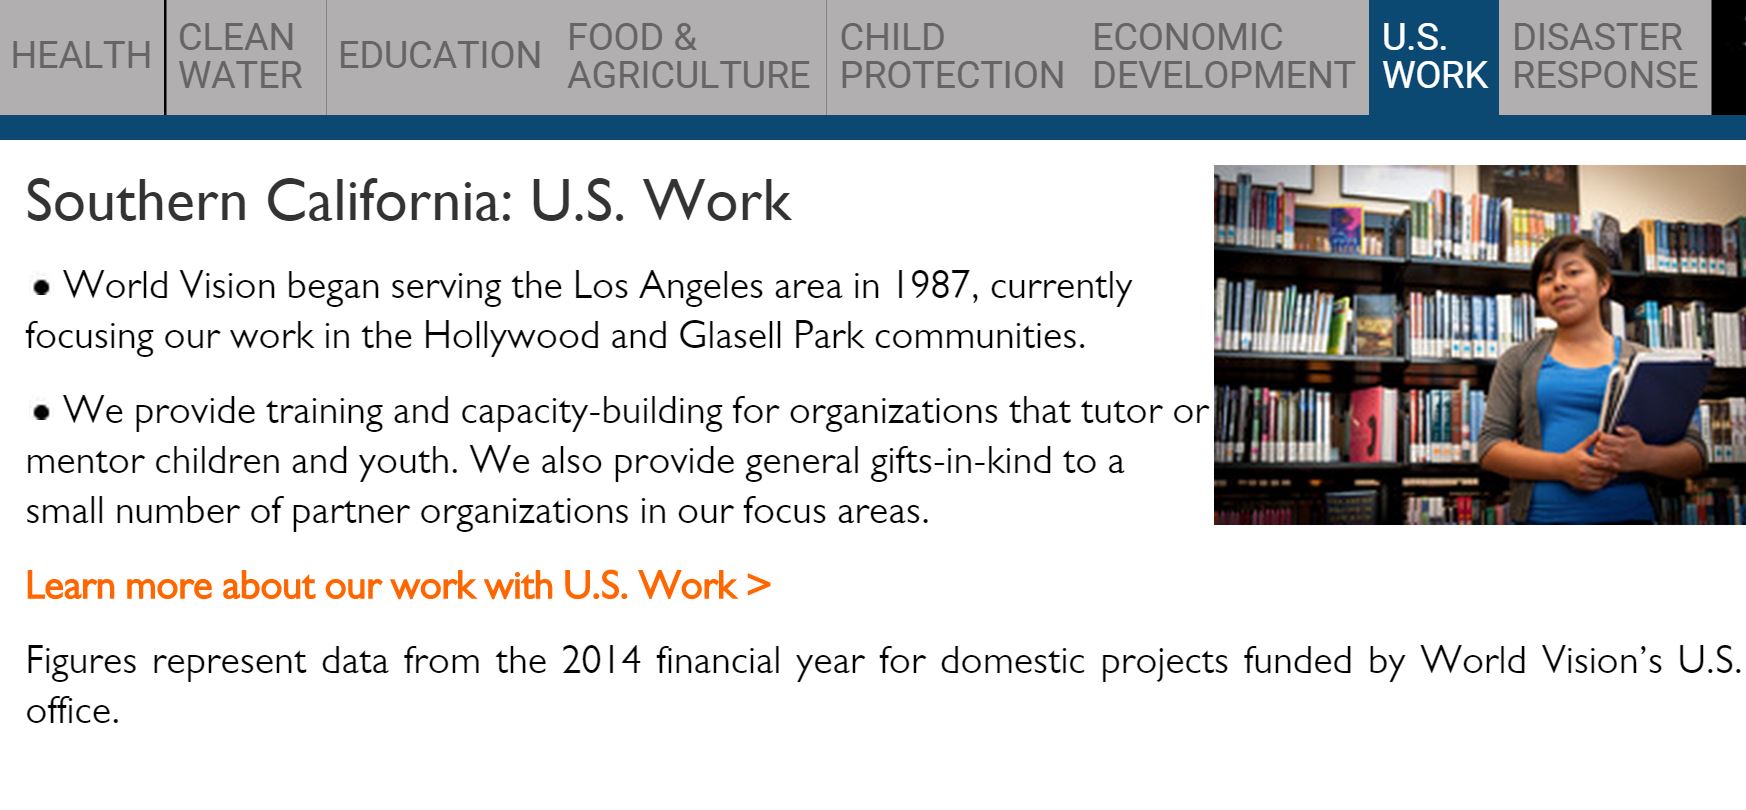 HEALTH
CLEAN
WATER
EDUCATION
FOOD &
AGRICULTURE
CHILD
PROTECTION
ECONOMIC
DEVELOPMENT
U.S.
WORK
DISASTER
RESPONSE
Southern California: U.S. Work
• World Vision began serving the Los Angeles area in 1987, currently
focusing our work in the Hollywood and Glasell Park communities.
• We provide training and capacity-building for organizations that tutor or
mentor children and youth. We also provide general gifts-in-kind to a
small number of partner organizations in our focus areas.
Learn more about our work with U.S. Work >
Figures represent data from the 2014 financial year for domestic projects funded by World Vision’s U.S.
office.